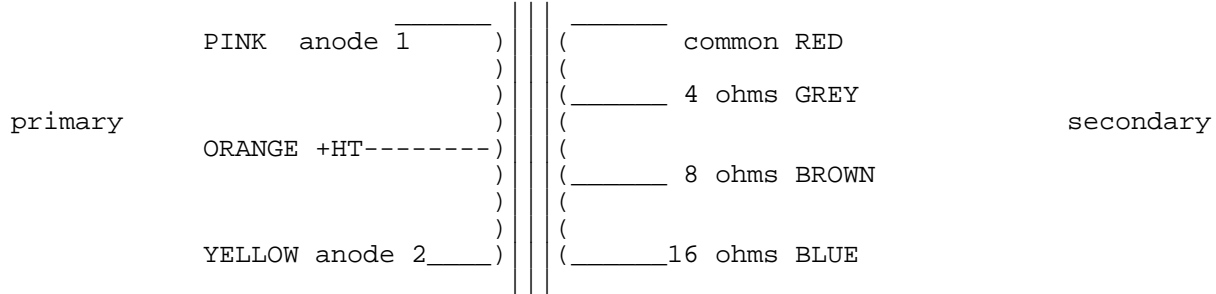 PINK anode 1 common RED
4 ohms GREY
primary secondary
ORANGE +HT
8 ohms BROWN
YELLOW anode 2 16 ohms BLUE